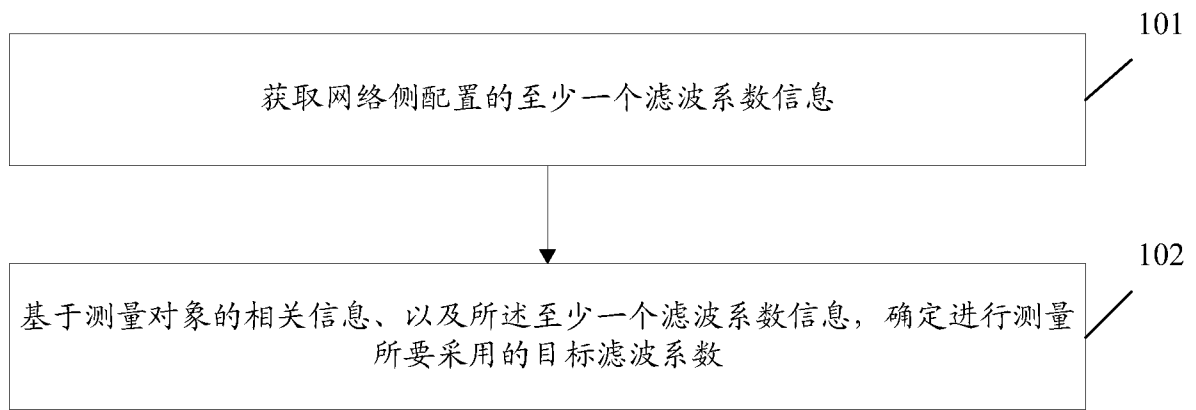 101
获取网络侧配置的至少一个滤波系数信息
102
基于测量对象的相关信息、以及所述至少一个滤波系数信息，确定进行测量
所要采用的目标滤波系数